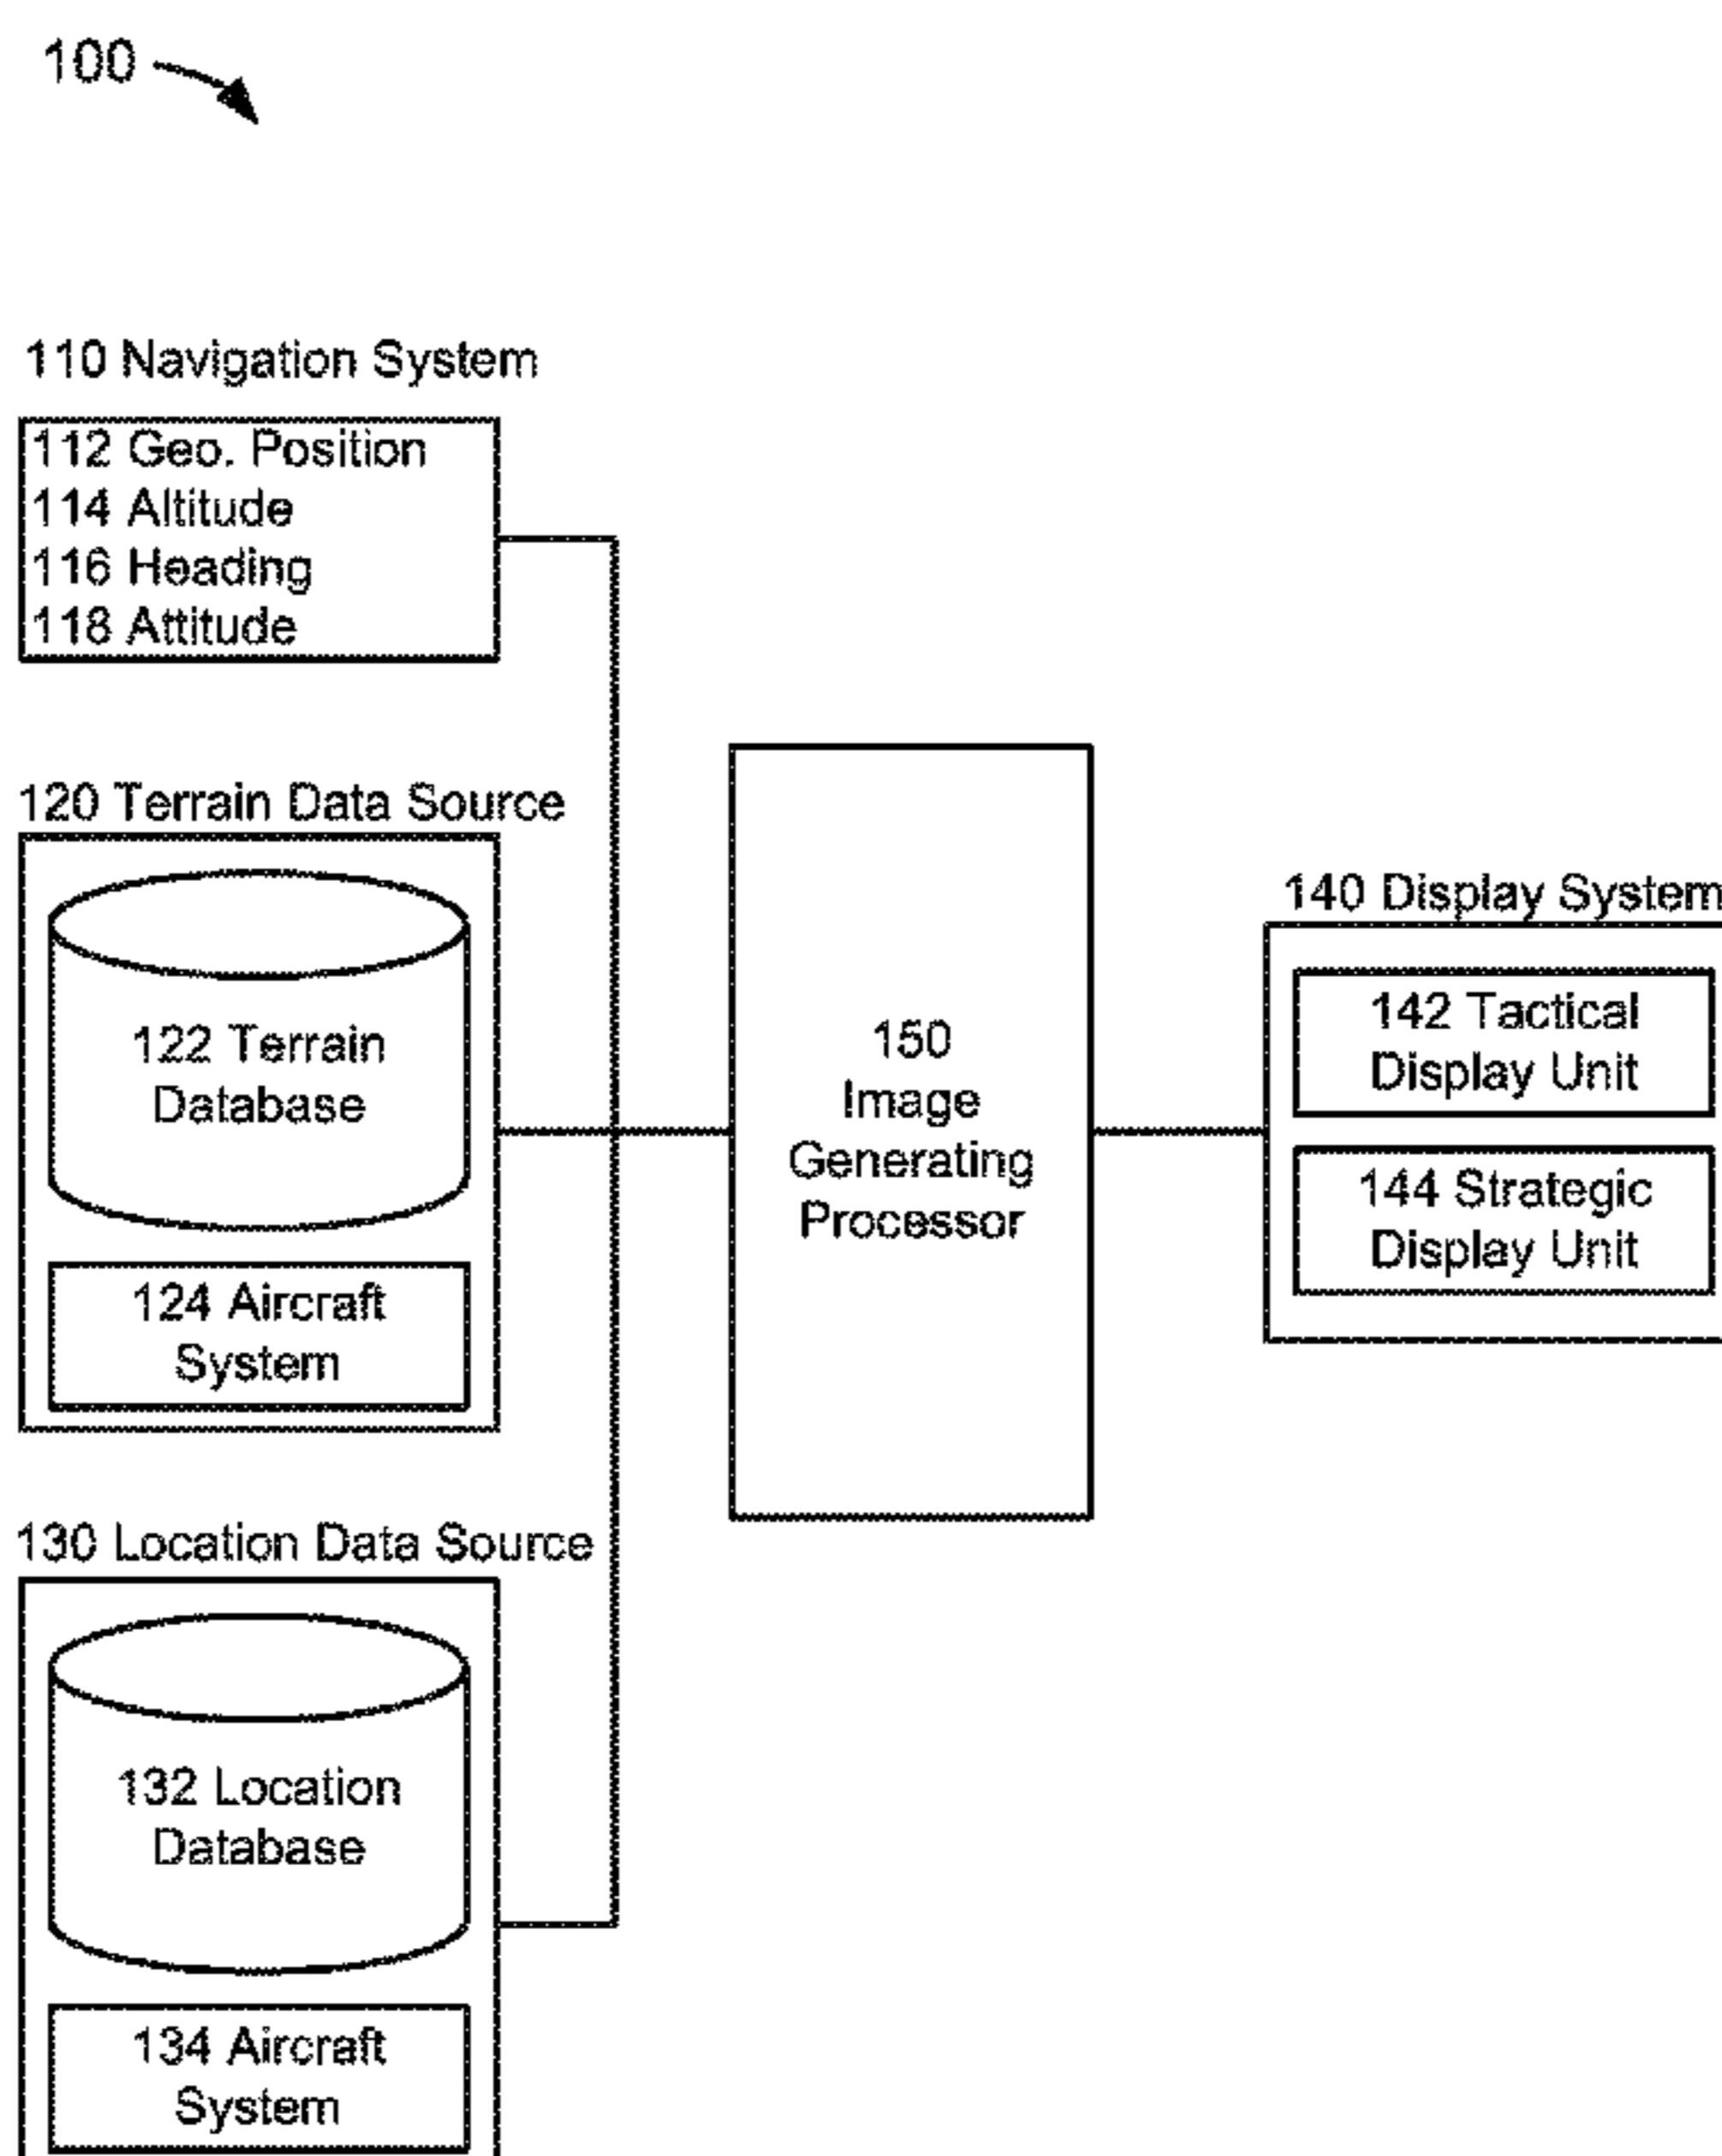 100
110 Navigation System
112 Geo. Position
114 Altitude
116 Heading
118 Attitude
120 Terrain Data Source
122 Terrain
Database
124 Aircraft
System
130 Location Data Source
132 Location
Database
134 Aircraft
System
150
Image
Generating
Processor
140 Display System
142 Tactical
Display Unit
144 Strategic
Display Unit